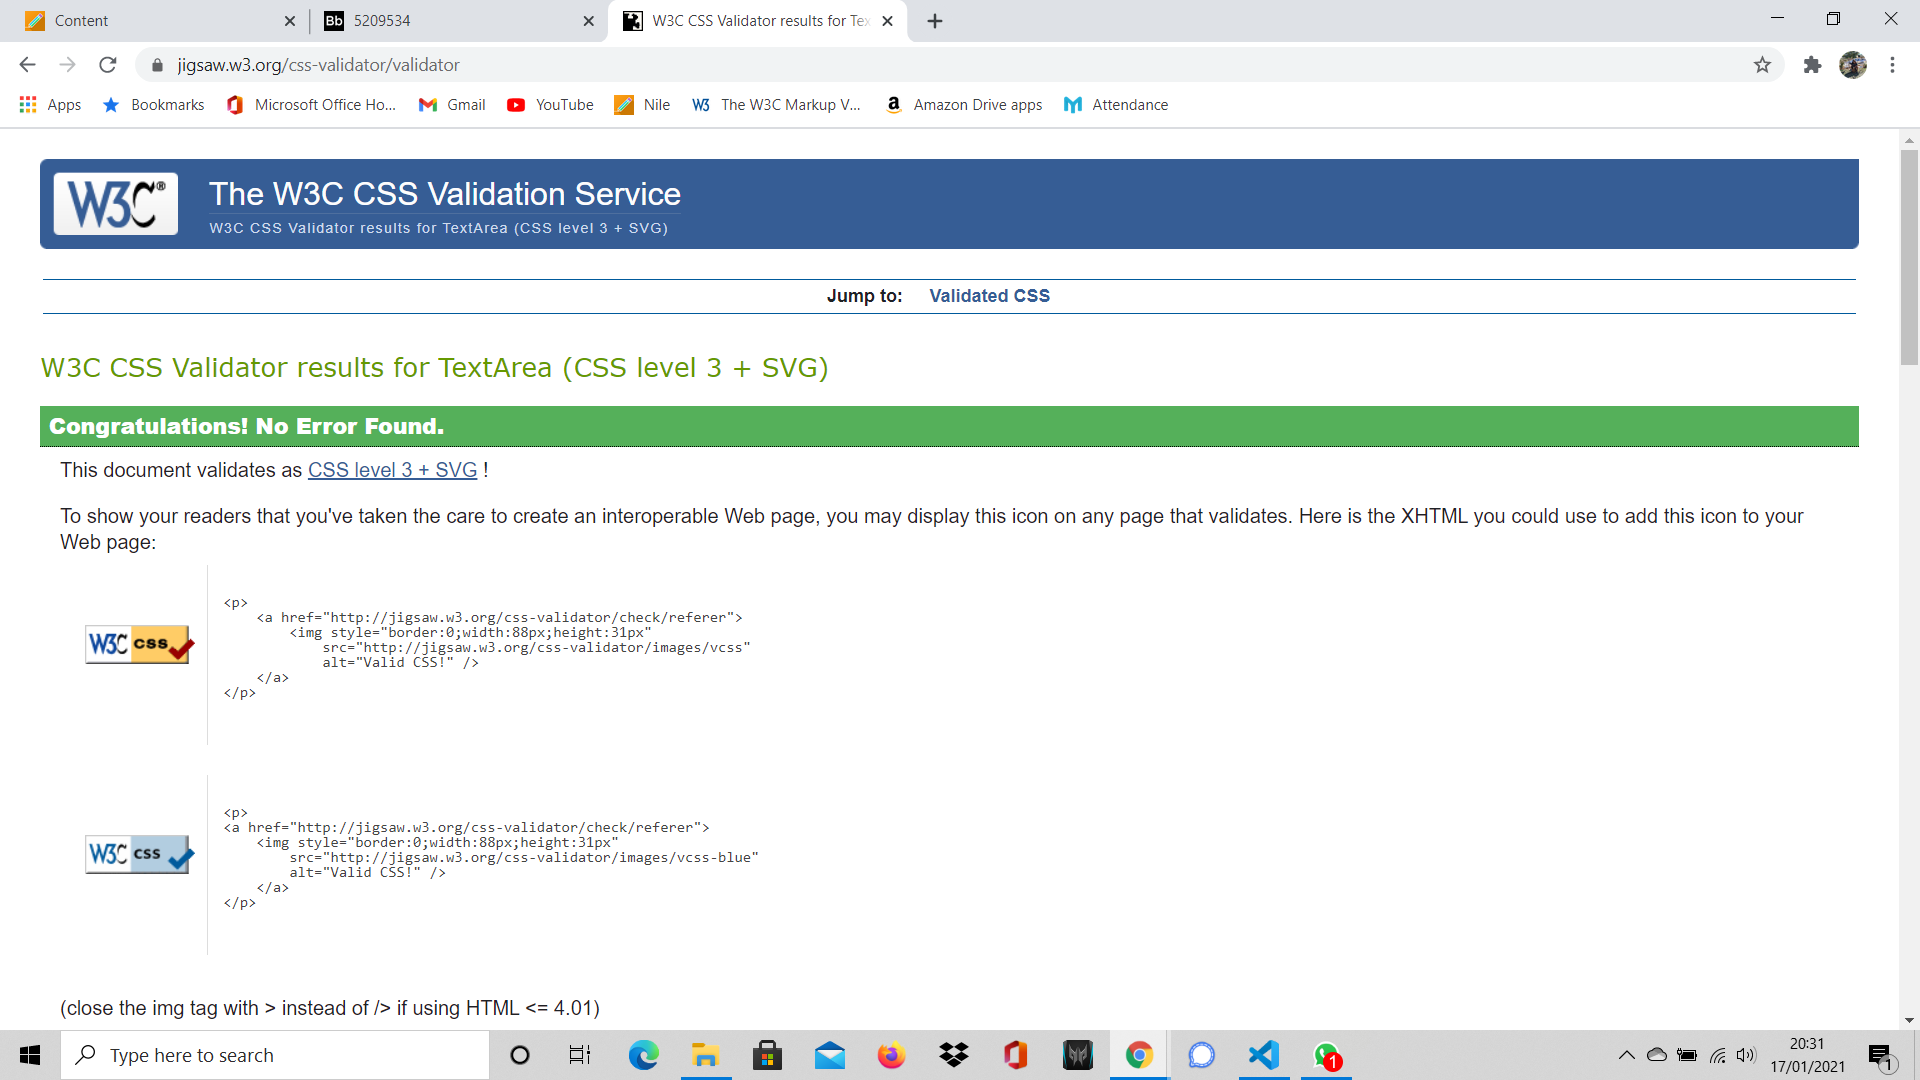 Content
Bb 5209534
W3C CSS Validator results for Tex
jigsaw.w3.org/css-validator/validator
Apps Bookmarks Microsoft Office Ho... Gmail YouTube Nile W3 The W3C Markup V... a Amazon Drive apps Attendance
W3C®
The W3C CSS Validation Service
W3C CSS Validator results for TextArea (CSS level 3 + SVG)
Jump to: Validated CSS
W3C CSS Validator results for TextArea (CSS level 3 + SVG)
Congratulations! No Error Found.
This document validates as CSS level 3 + SVG !
To show your readers that you've taken the care to create an interoperable Web page, you may display this icon on any page that validates. Here is the XHTML you could use to add this icon to your
Web page:
W3C css
<p>
<a href="http://jigsaw.w3.org/css-validator/check/referer">
<img style="border:0;width:88px;height:31px"
src="http://jigsaw.w3.org/css-validator/images/vcss"
alt="Valid CSS!" />
</a>
</p>
W3C css
<p>
<a href="http://jigsaw.w3.org/css-validator/check/referer">
<img style="border:0;width:88px;height:31px"
src="http://jigsaw.w3.org/css-validator/images/vcss-blue"
alt="Valid CSS!" />
</a>
</p>
(close the img tag with > instead of /> if using HTML <= 4.01)
Type here to search
1
20:31
17/01/2021
1